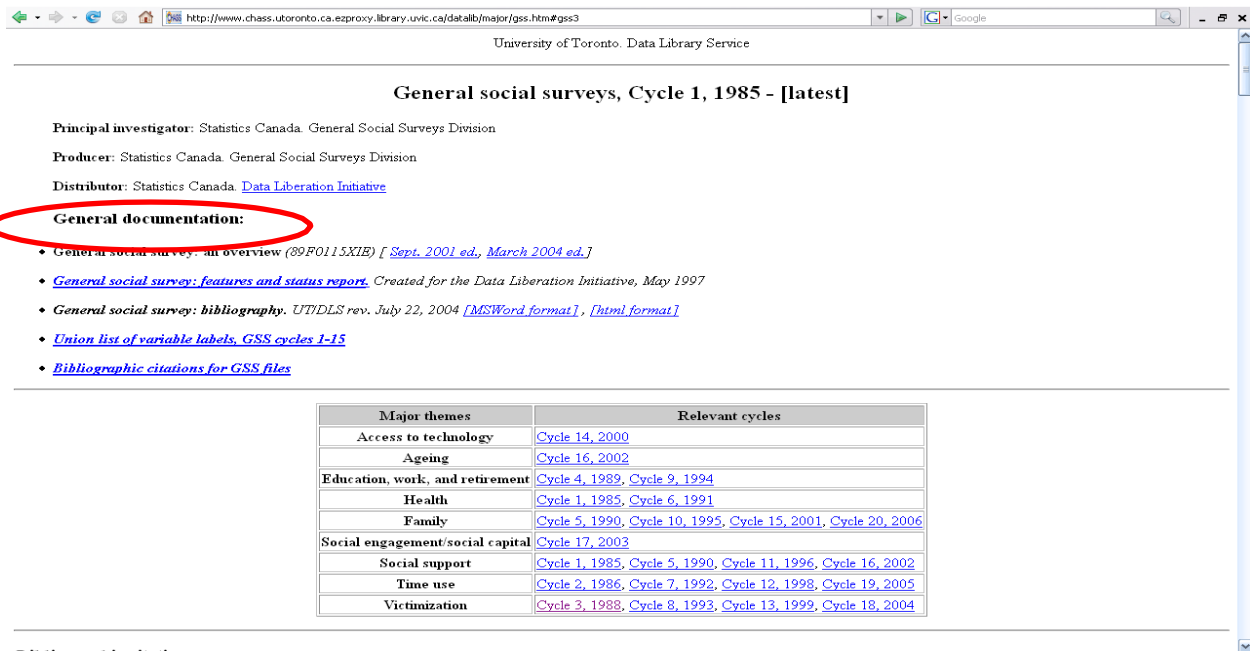 http://www.chass.utoronto.ca.ezproxy.library.uvic.ca/datalib/major/gss.htm#gss3
Google
University of Toronto. Data Library Service
General social surveys, Cycle 1, 1985 - [latest]
Principal investigator: Statistics Canada. General Social Surveys Division
Producer: Statistics Canada. General Social Surveys Division
Distributor: Statistics Canada. Data Liberation Initiative
General documentation:
• General social survey: an overview (89F0115XIE) [ Sept. 2001 ed., March 2004 ed.]
• General social survey: features and status report. Created for the Data Liberation Initiative, May 1997
• General social survey: bibliography. UT/DLS rev. July 22, 2004 [MSWord format] , [html format]
• Union list of variable labels, GSS cycles 1-15
• Bibliographic citations for GSS files
Major themes Relevant cycles
Access to technology Cycle 14, 2000
Ageing Cycle 16, 2002
Education, work, and retirement Cycle 4, 1989, Cycle 9, 1994
Health Cycle 1, 1985, Cycle 6, 1991
Family Cycle 5, 1990, Cycle 10, 1995, Cycle 15, 2001, Cycle 20, 2006
Social engagement/social capital Cycle 17, 2003
Social support Cycle 1, 1985, Cycle 5, 1990, Cycle 11, 1996, Cycle 16, 2002
Time use Cycle 2, 1986, Cycle 7, 1992, Cycle 12, 1998, Cycle 19, 2005
Victimization Cycle 3, 1988, Cycle 8, 1993, Cycle 13, 1999, Cycle 18, 2004